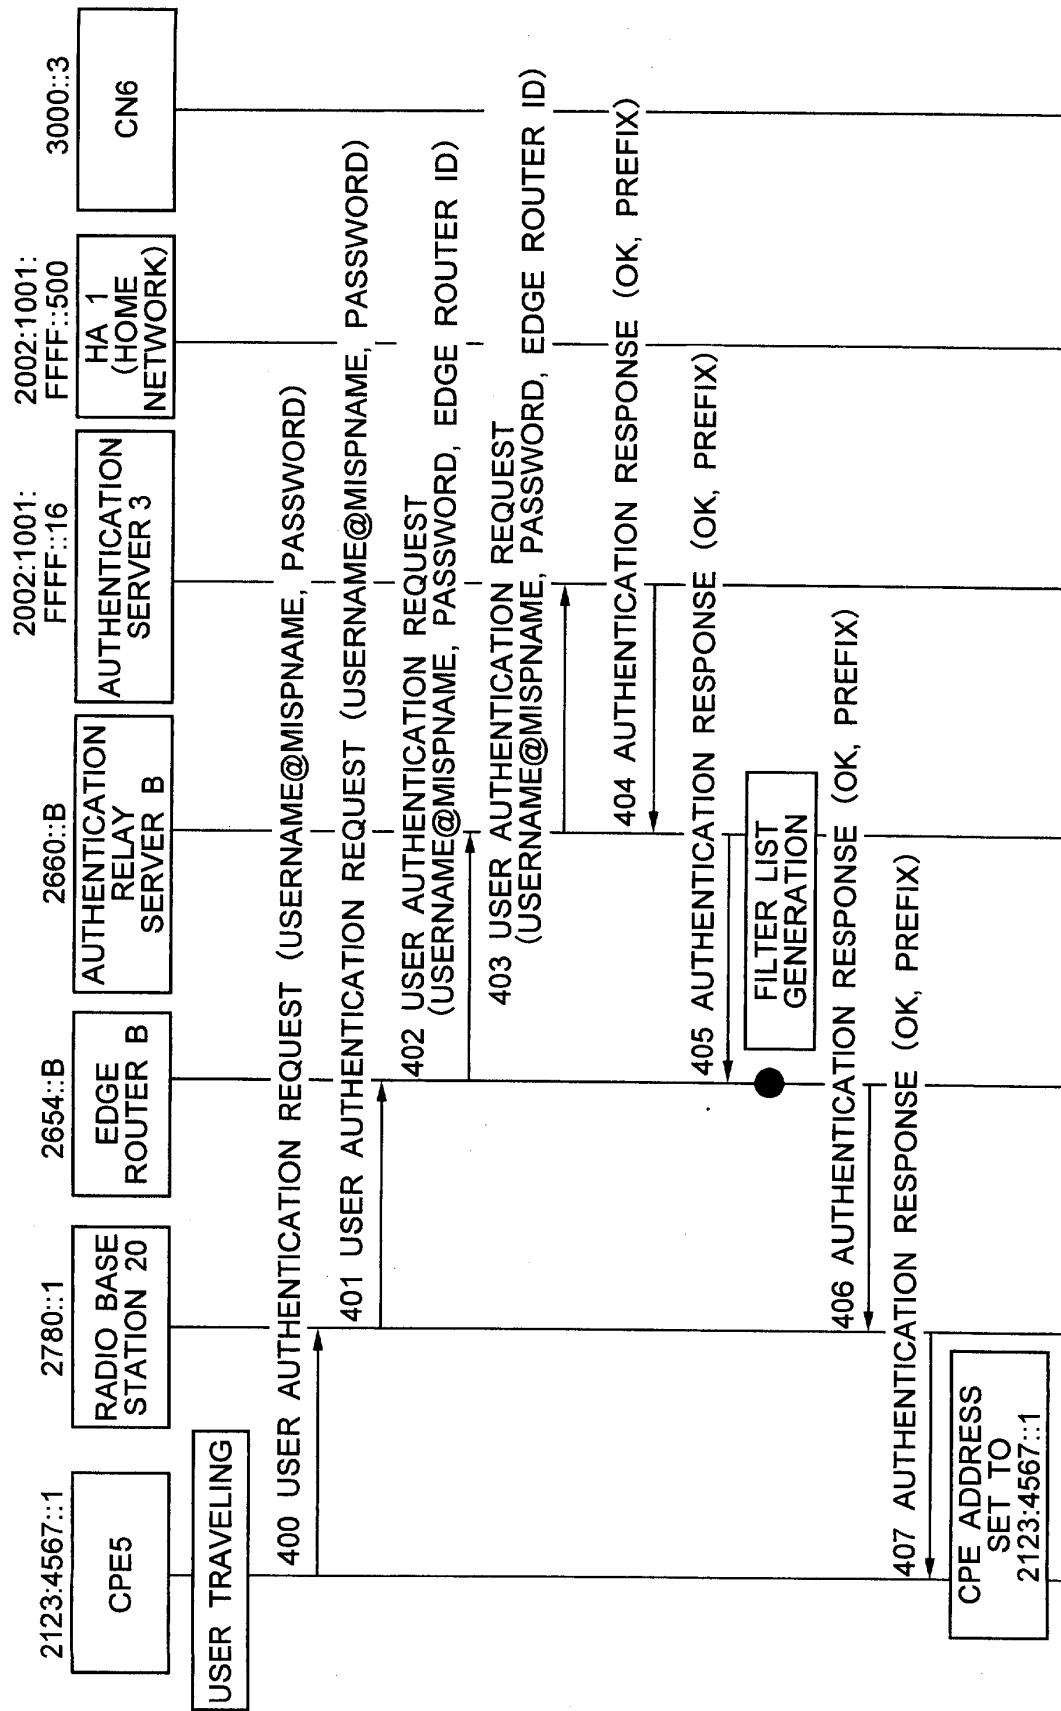 2123:4567::1
CPE5
2780::1
RADIO BASE
STATION 20
2654::B
EDGE
ROUTER B
2660::B
AUTHENTICATION
RELAY
SERVER B
2002:1001:
FFFF::16
AUTHENTICATION
SERVER 3
2002:1001:
FFFF::500
HA 1
(HOME
NETWORK)
3000::3
CN6
USER TRAVELING
400 USER AUTHENTICATION REQUEST (USERNAME@MISPNAME, PASSWORD)
401 USER AUTHENTICATION REQUEST (USERNAME@MISPNAME, PASSWORD)
402 USER AUTHENTICATION REQUEST
(USERNAME@MISPNAME, PASSWORD, EDGE ROUTER ID)
403 USER AUTHENTICATION REQUEST
(USERNAME@MISPNAME, PASSWORD, EDGE ROUTER ID)
404 AUTHENTICATION RESPONSE (OK, PREFIX)
405 AUTHENTICATION RESPONSE (OK, PREFIX)
FILTER LIST
GENERATION
406 AUTHENTICATION RESPONSE (OK, PREFIX)
407 AUTHENTICATION RESPONSE (OK, PREFIX)
CPE ADDRESS
SET TO
2123:4567::1